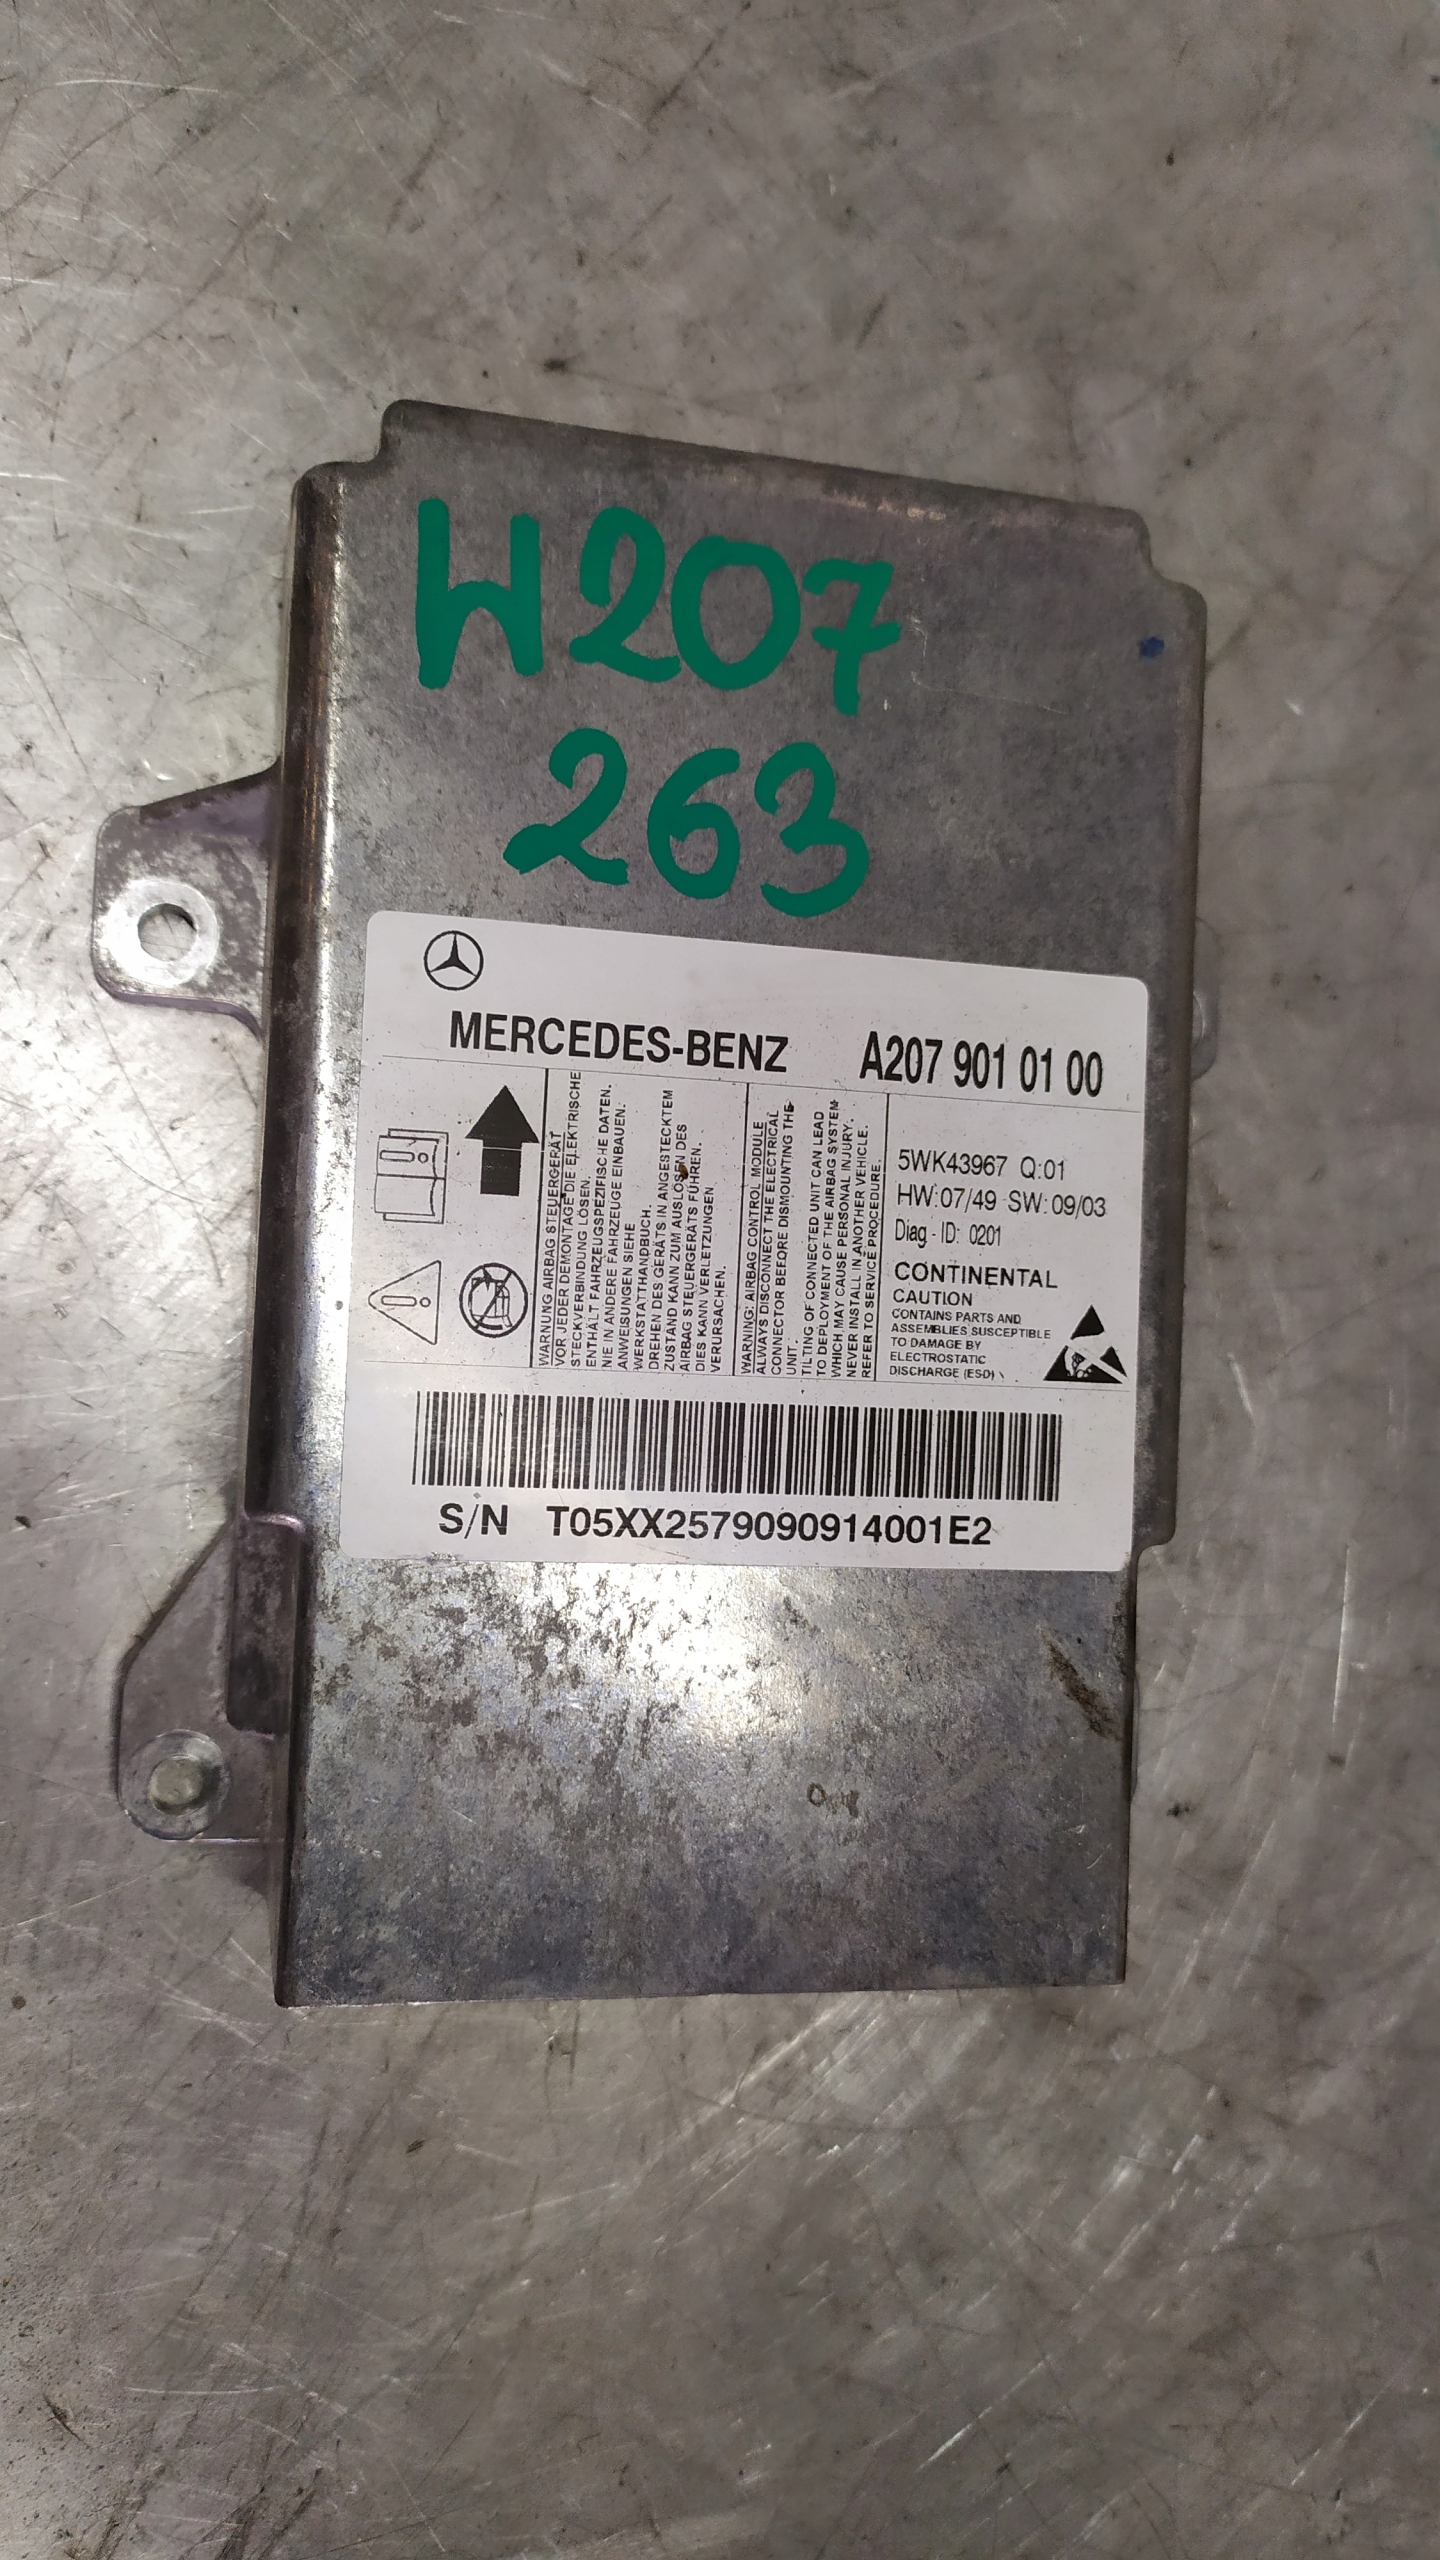 W207
263
MERCEDES-BENZ A207 901 01 00
WARNUNG AIRBAG STEUERGERÄT
VOR JEDER DEMONTAGE DIE ELEKTRISCHE
STECKVERBINDUNG LÖSEN.
ENTHÄLT FAHRZEUGSPEZIFISCHE DATEN.
NIE IN ANDERE FAHRZEUGE EINBAUEN.
ANWEISUNGEN SIEHE
WERKSTATTHANDBUCH.
DREHEN DES GERÄTS IN ANGESTECKTEM
ZUSTAND KANN ZUM AUSLÖSEN DES
AIRBAG STEUERGERÄTS FÜHREN.
DIES KANN VERLETZUNGEN
VERURSACHEN.
WARNING: AIRBAG CONTROL MODULE
ALWAYS DISCONNECT THE ELECTRICAL
CONNECTOR BEFORE DISMOUNTING THE
UNIT.
TILTING OF CONNECTED UNIT CAN LEAD
TO DEPLOYMENT OF THE AIRBAG SYSTEM
WHICH MAY CAUSE PERSONAL INJURY.
NEVER INSTALL IN ANOTHER VEHICLE.
REFER TO SERVICE PROCEDURE.
5WK43967 Q:01
HW:07/49 SW:09/03
Diag-ID: 0201
CONTINENTAL
CAUTION
CONTAINS PARTS AND
ASSEMBLIES SUSCEPTIBLE
TO DAMAGE BY
ELECTROSTATIC
DISCHARGE (ESD)
S/N T05XX2579090914001E2